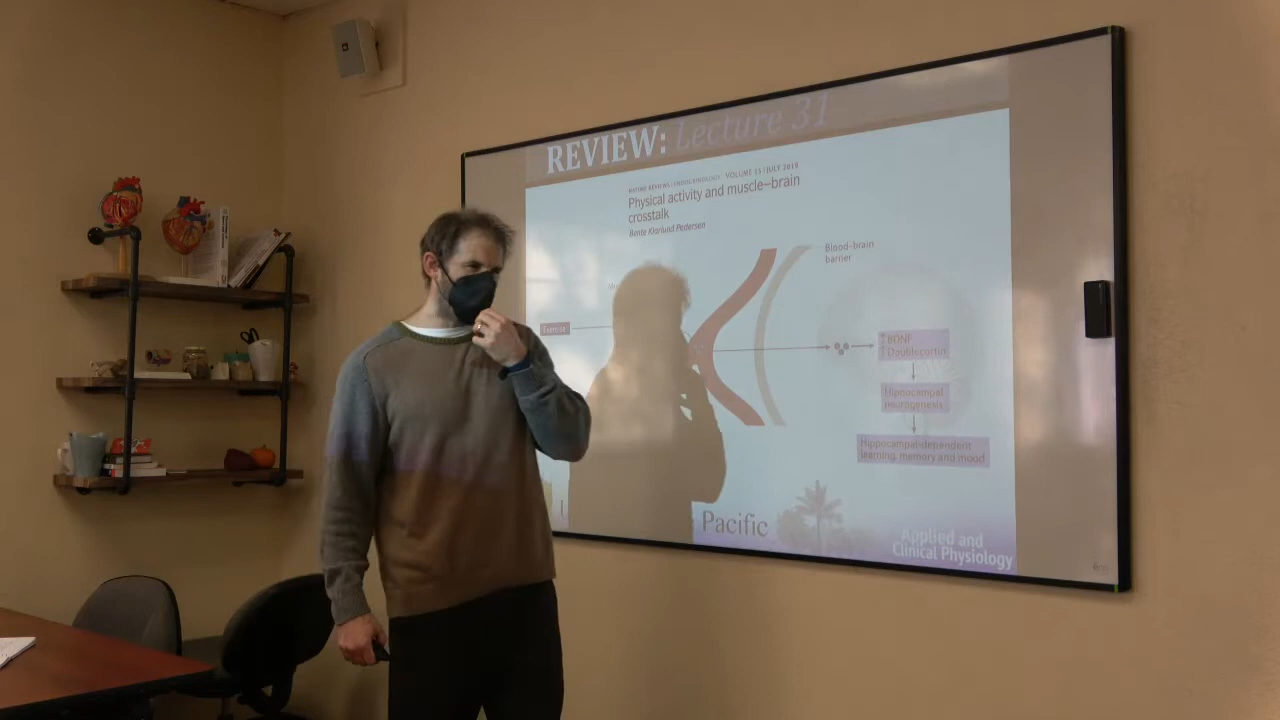 REVIEW: Lecture 31
NATURE REVIEWS | ENDOCRINOLOGY VOLUME 15 | JULY 2019
Physical activity and muscle–brain
crosstalk
Bente Klarlund Pedersen
Blood–brain
barrier
Exercise
↑BDNF
↑Doublecortin
Hippocampal
neurogenesis
Hippocampal-dependent
learning, memory and mood
Pacific
Applied and
Clinical Physiology